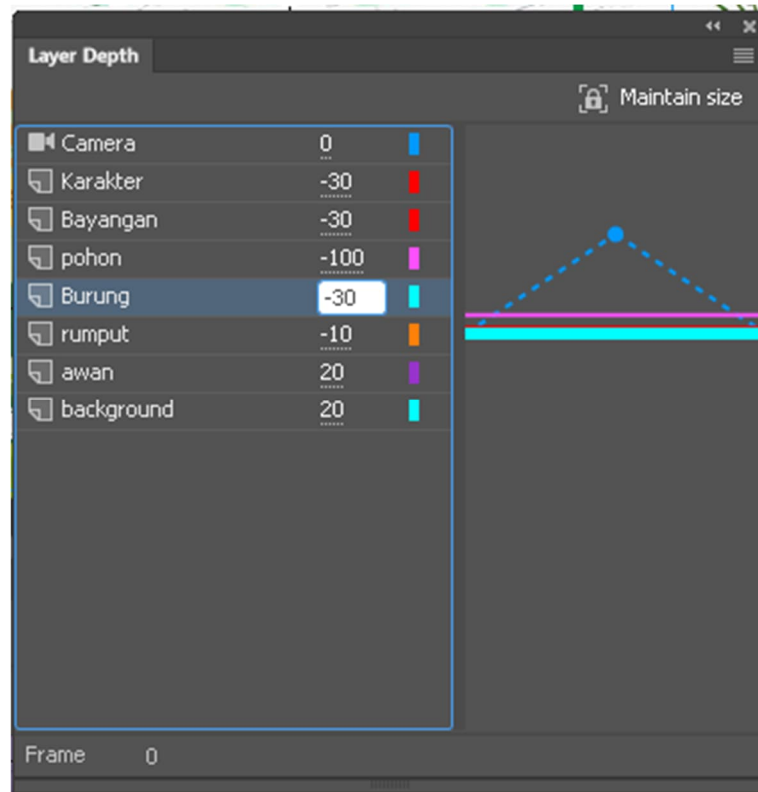 Layer Depth
Maintain size
Camera 0
Karakter -30
Bayangan -30
pohon -100
Burung -30
rumput -10
awan 20
background 20
Frame 0